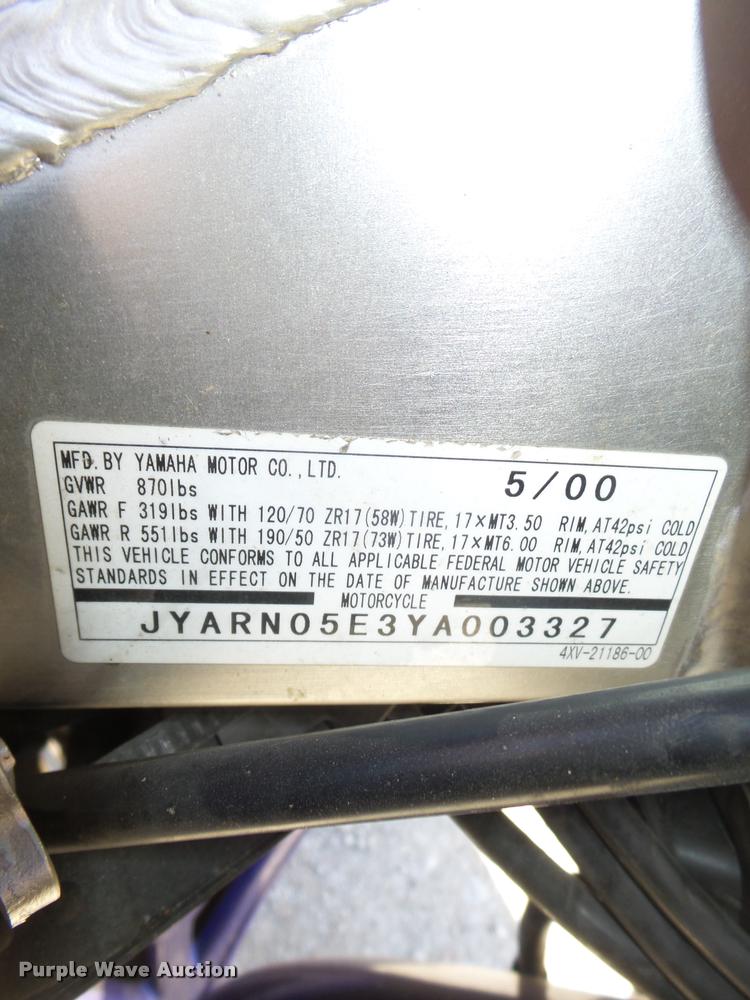 MFD. BY YAMAHA MOTOR CO., LTD.
5/00
GVWR 870lbs
GAWR F 319lbs WITH 120/70 ZR17(58W)TIRE, 17×MT3.50 RIM, AT42psi COLD
GAWR R 551lbs WITH 190/50 ZR17(73W)TIRE, 17×MT6.00 RIM, AT42psi COLD
THIS VEHICLE CONFORMS TO ALL APPLICABLE FEDERAL MOTOR VEHICLE SAFETY
STANDARDS IN EFFECT ON THE DATE OF MANUFACTURE SHOWN ABOVE.
MOTORCYCLE
JYARN05E3YA003327
4XV-21186-00
Purple Wave Auction